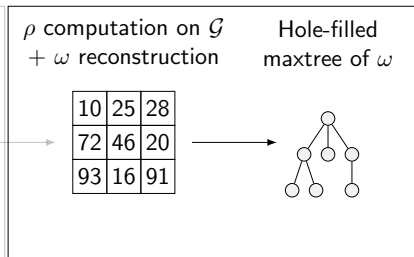 ρ computation on 𝒢
+ ω reconstruction
Hole-filled
maxtree of ω
10 25 28
72 46 20
93 16 91